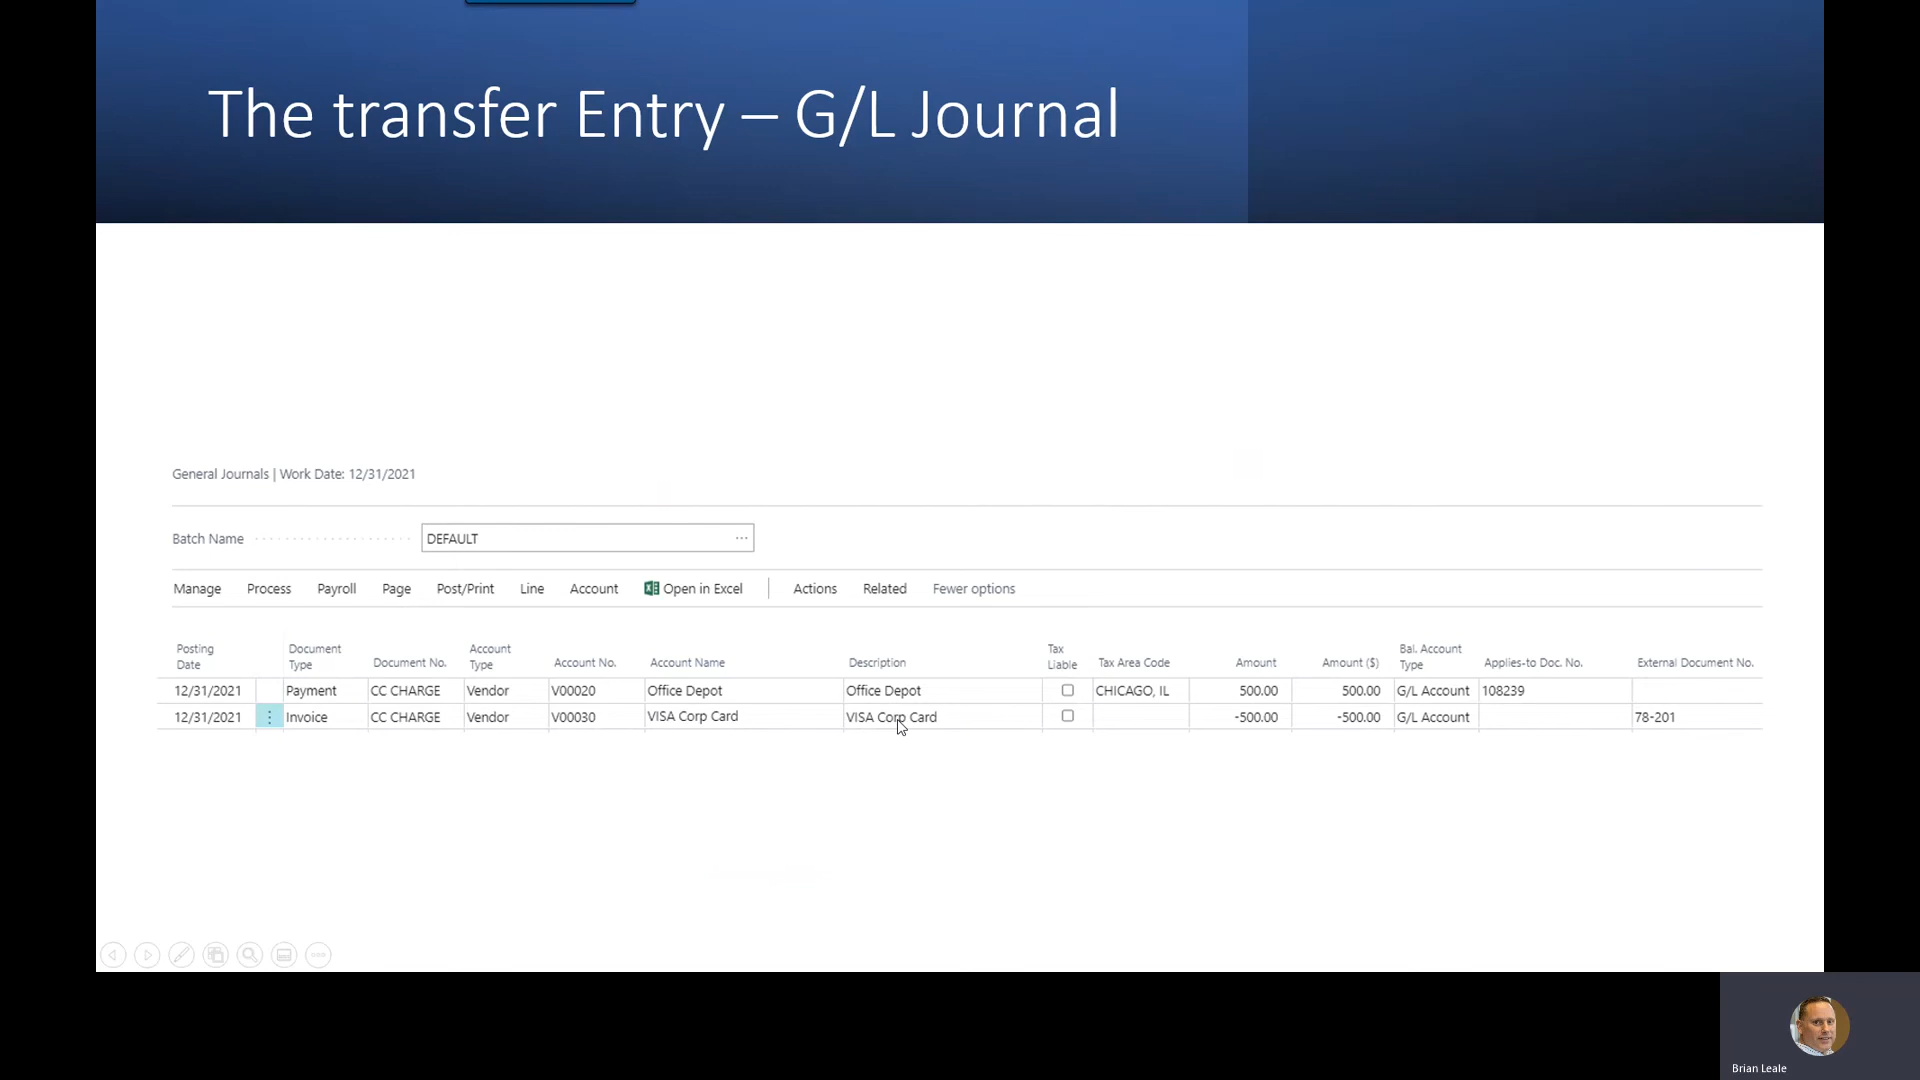 The transfer Entry – G/L Journal
General Journals | Work Date: 12/31/2021
Batch Name DEFAULT
Manage Process Payroll Page Post/Print Line Account Open in Excel Actions Related Fewer options
Posting Date Document Type Document No. Account Type Account No. Account Name Description Tax Liable Tax Area Code Amount Amount ($) Bal. Account Type Applies-to Doc. No. External Document No.
12/31/2021 Payment CC CHARGE Vendor V00020 Office Depot Office Depot CHICAGO, IL 500.00 500.00 G/L Account 108239
12/31/2021 Invoice CC CHARGE Vendor V00030 VISA Corp Card VISA Corp Card -500.00 -500.00 G/L Account 78-201
Brian Leale